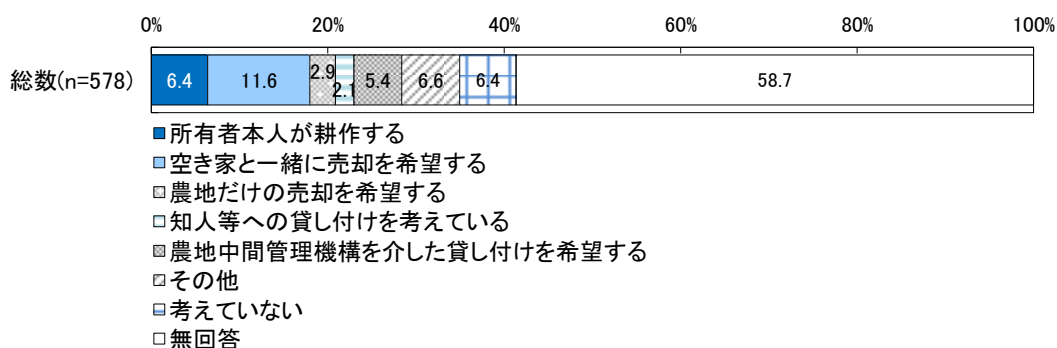 0% 20% 40% 60% 80% 100%
総数(n=578) 6.4 11.6 2.9 2.1 5.4 6.6 6.4 58.7
所有者本人が耕作する
空き家と一緒に売却を希望する
農地だけの売却を希望する
知人等への貸し付けを考えている
農地中間管理機構を介した貸し付けを希望する
その他
考えていない
無回答